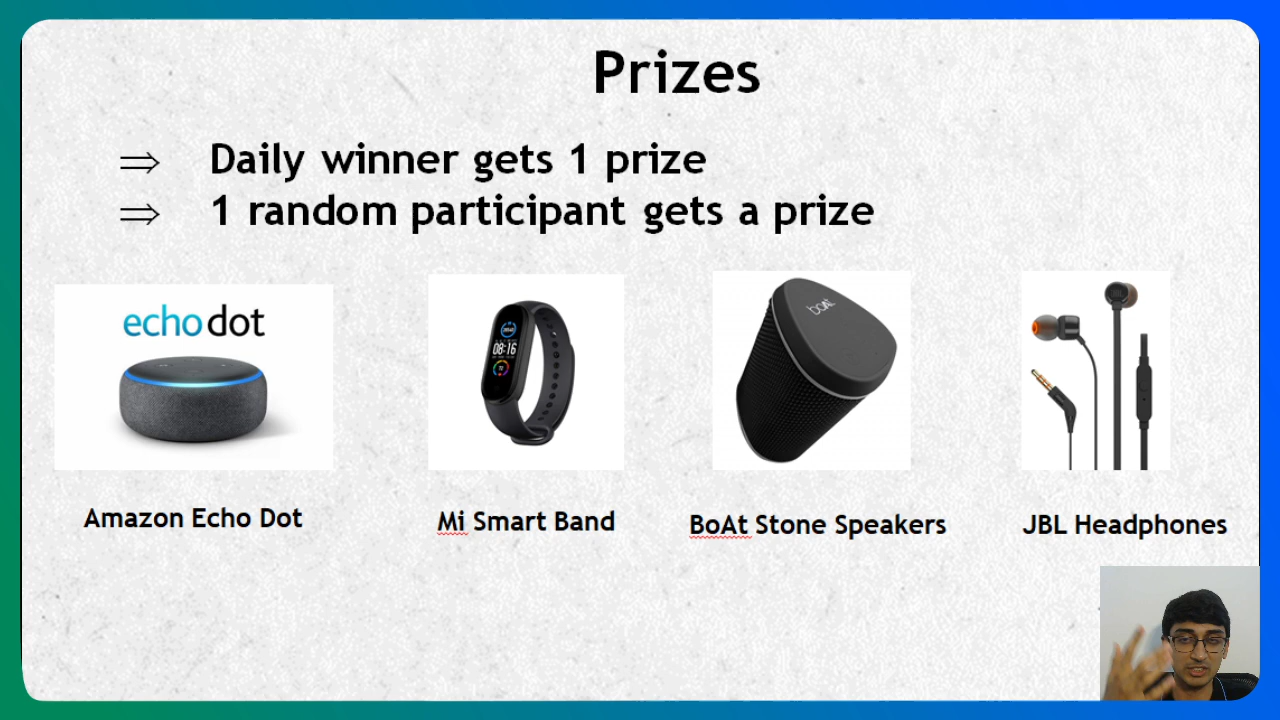 Prizes
⇒ Daily winner gets 1 prize
⇒ 1 random participant gets a prize
echo dot
08:16
boAt
Amazon Echo Dot
Mi Smart Band
BoAt Stone Speakers
JBL Headphones